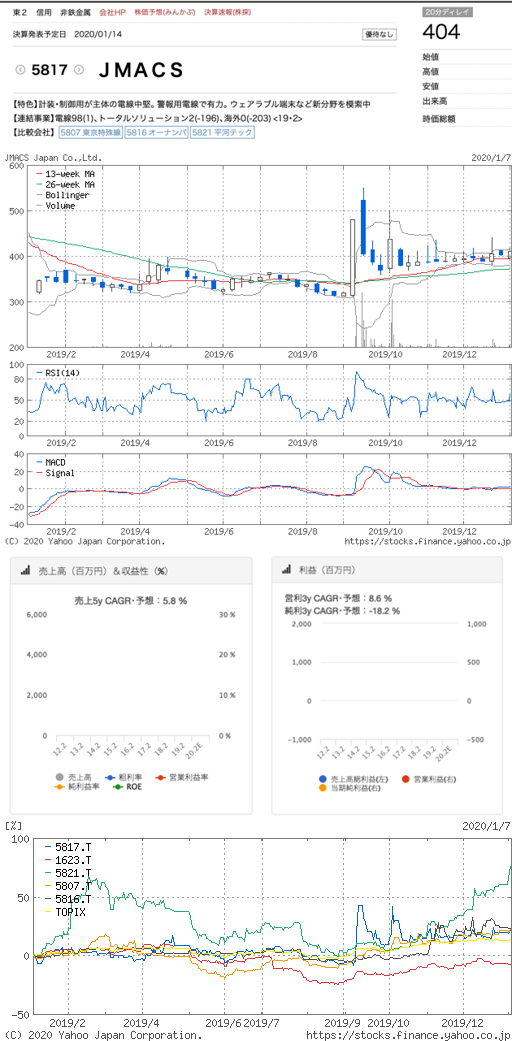 東2 信用 非鉄金属 会社HP 株価予想(みんかぶ) 決算速報(株探)
20分ディレイ
決算発表予定日 2020/01/14
優待なし
404
5817 JMACS
始値
高値
安値
出来高
時価総額
【特色】計装・制御用が主体の電線中堅。警報用電線で有力。ウェアラブル端末など新分野を模索中
【連結事業】電線98(1)、トータルソリューション2(-196)、海外0(-203) <19・2>
【比較会社】 5807 東京特殊線 5816 オーナンバ 5821 平河テック
JMACS Japan Co.,Ltd. 2020/1/7
600
500
400
300
200
13-week MA
26-week MA
Bollinger
Volume
2019/2 2019/4 2019/6 2019/8 2019/10 2019/12
100
80
50
20
0
RSI(14)
2019/2 2019/4 2019/6 2019/8 2019/10 2019/12
40
20
0
-20
-40
MACD
Signal
2019/2 2019/4 2019/6 2019/8 2019/10 2019/12
(C) 2020 Yahoo Japan Corporation. https://stocks.finance.yahoo.co.jp
売上高（百万円）＆収益性（%）
売上5y CAGR・予想：5.8 %
6,000 30 %
4,000 20 %
2,000 10 %
0 0 %
12.2 13.2 14.2 15.2 16.2 17.2 18.2 19.2 20.2E
売上高 粗利率 営業利益率
純利益率 ROE
利益（百万円）
営利3y CAGR・予想：8.6 %
純利3y CAGR・予想：-18.2 %
2,000 1,000
1,000 500
0 0
-1,000 -500
12.2 13.2 14.2 15.2 16.2 17.2 18.2 19.2 20.2E
売上高総利益(左) 営業利益(右)
当期純利益(右)
[%] 2020/1/7
100
50
0
-50
5817.T
1623.T
5821.T
5807.T
5816.T
TOPIX
2019/2 2019/4 2019/6 2019/7 2019/9 2019/10 2019/12
(C) 2020 Yahoo Japan Corporation. https://stocks.finance.yahoo.co.jp